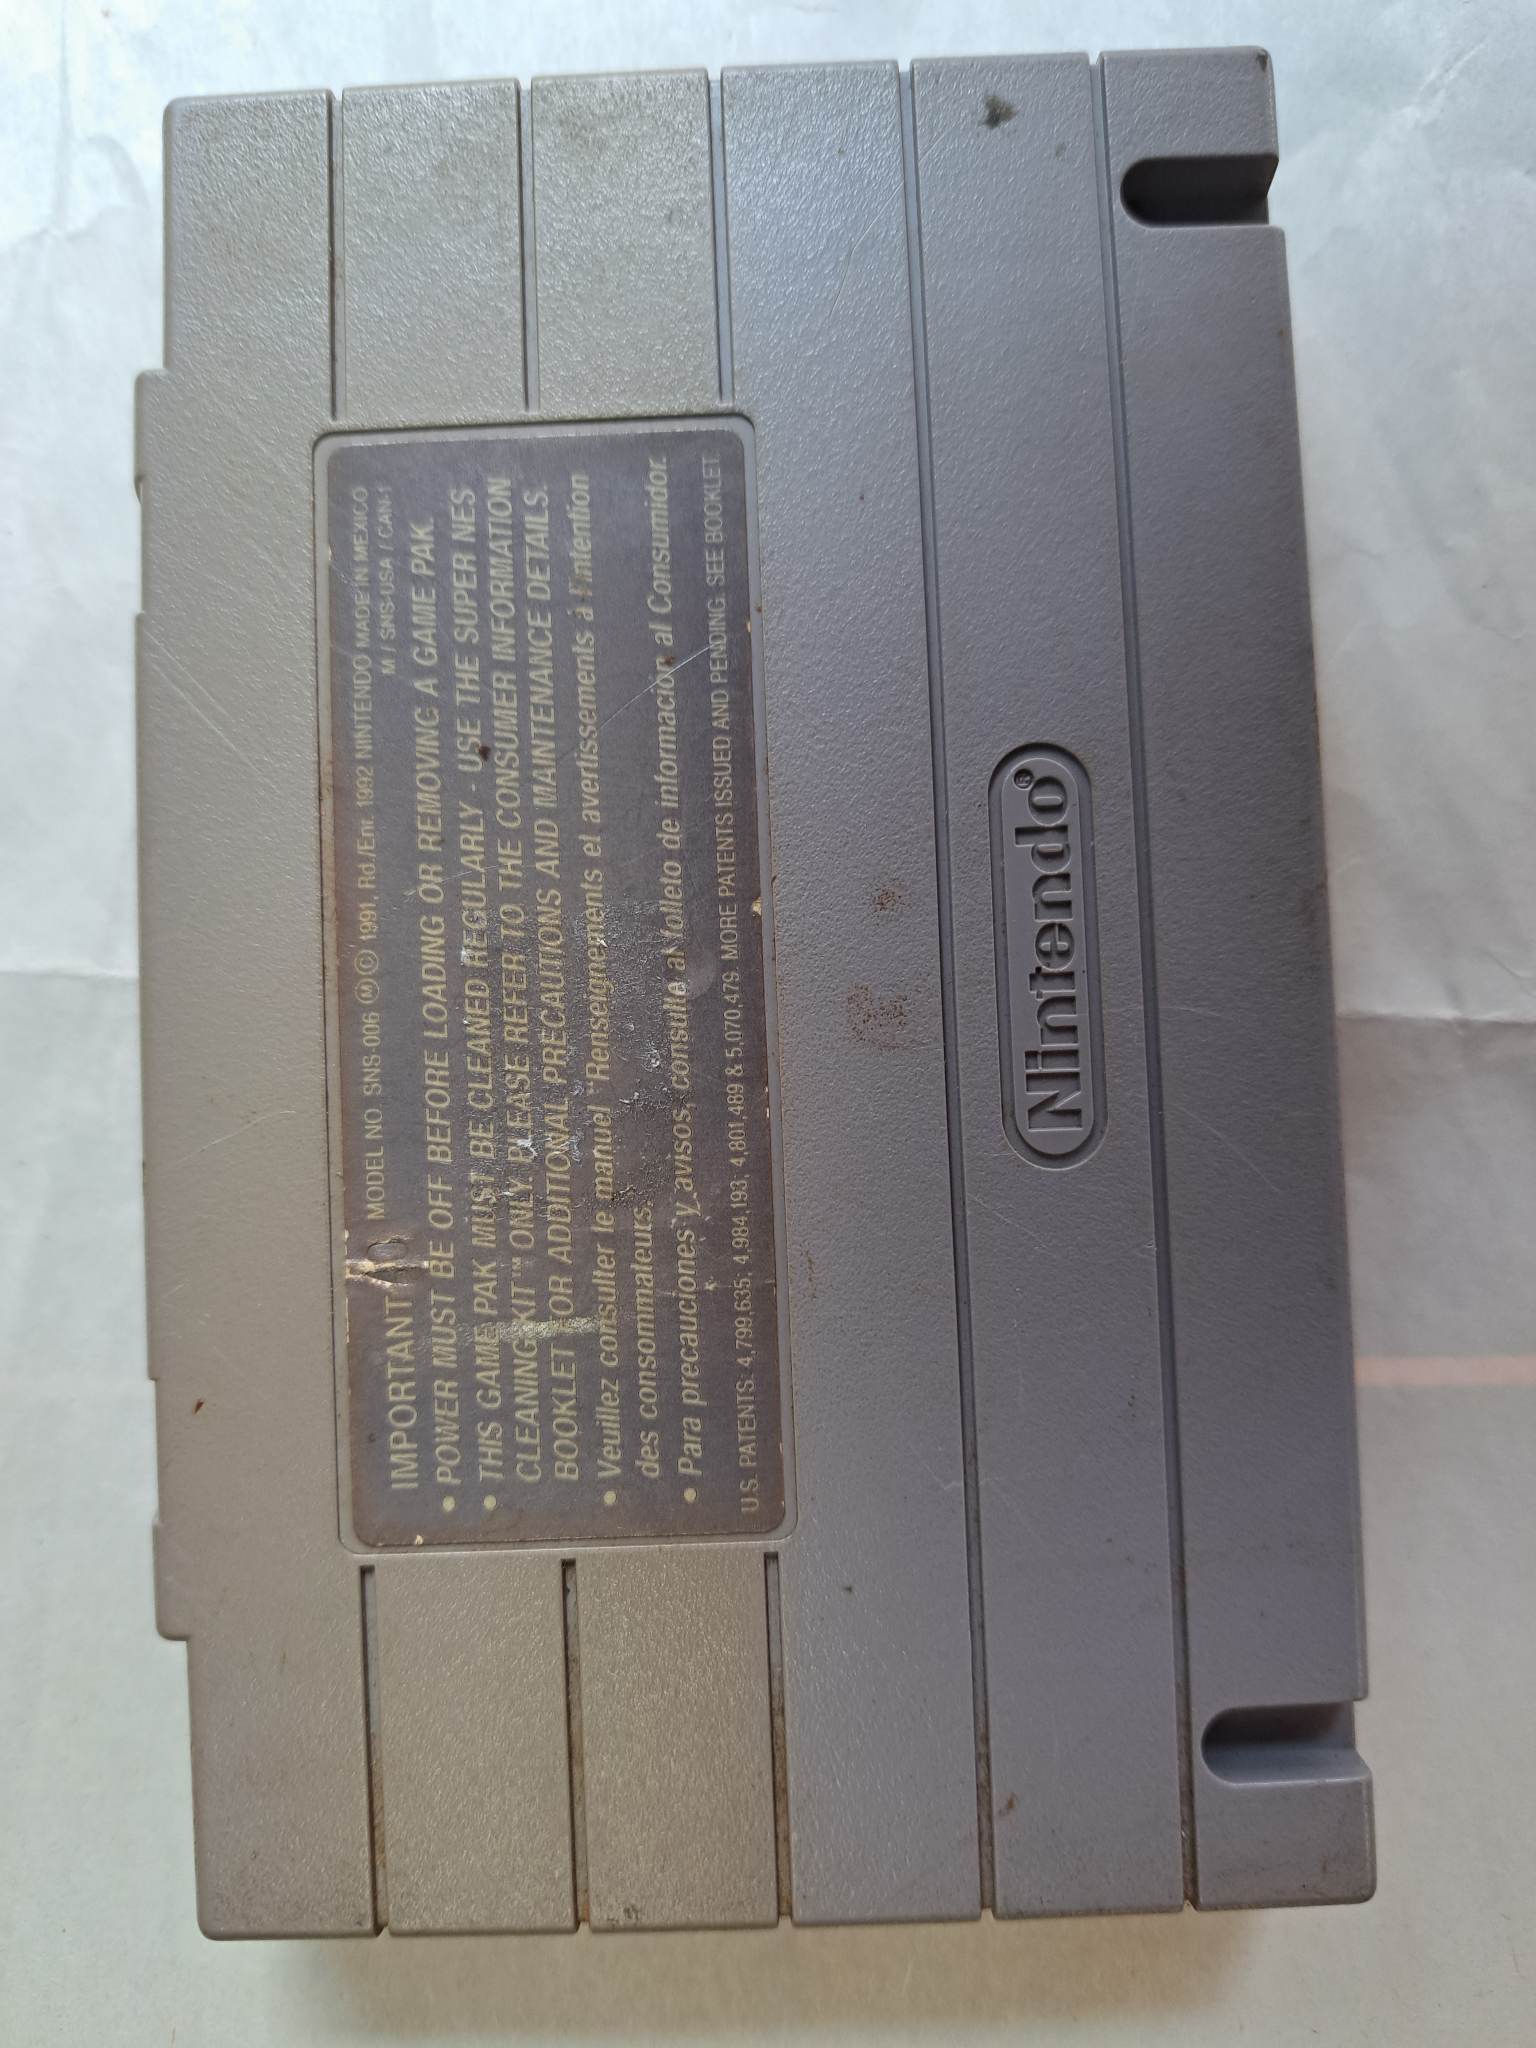 MODEL NO. SNS-006 Ⓜ Ⓒ 1991, Rd./Enr. 1992 NINTENDO MADE IN MEXICO
IMPORTANT M / SNS-USA / CAN-1
• POWER MUST BE OFF BEFORE LOADING OR REMOVING A GAME PAK.
• THIS GAME PAK MUST BE CLEANED REGULARLY - USE THE SUPER NES
CLEANING KIT™ ONLY. PLEASE REFER TO THE CONSUMER INFORMATION
BOOKLET FOR ADDITIONAL PRECAUTIONS AND MAINTENANCE DETAILS.
• Veuillez consulter le manuel "Renseignements et avertissements à l'intention
des consommateurs.
• Para precauciones y avisos, consulte al folleto de información al Consumidor.
U.S. PATENTS: 4,799,635; 4,984,193; 4,801,489 & 5,070,479. MORE PATENTS ISSUED AND PENDING. SEE BOOKLET.
Nintendo®